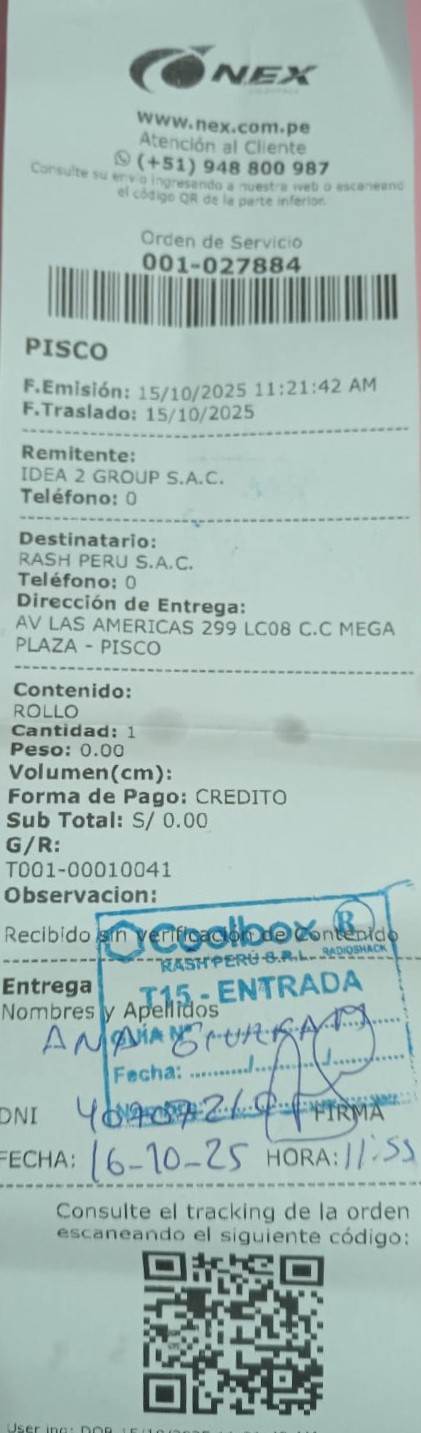 NEX
www.nex.com.pe
Atención al Cliente
(+51) 948 800 987
Consulte su envío ingresando a nuestra web o escaneand
el código QR de la parte inferior.
Orden de Servicio
001-027884
PISCO
F.Emisión: 15/10/2025 11:21:42 AM
F.Traslado: 15/10/2025
Remitente:
IDEA 2 GROUP S.A.C.
Teléfono: 0
Destinatario:
RASH PERU S.A.C.
Teléfono: 0
Dirección de Entrega:
AV LAS AMERICAS 299 LC08 C.C MEGA
PLAZA - PISCO
Contenido:
ROLLO
Cantidad: 1
Peso: 0.00
Volumen(cm):
Forma de Pago: CREDITO
Sub Total: S/ 0.00
G/R:
T001-00010041
Observacion:
Recibido sin verificación de Contenido
coolbox ®
RADIOSHACK
RASH PERU S.R.L.
T15 - ENTRADA
Entrega
Nombres y Apellidos
ANA
GUÍA N°
Fecha: ......../......../........
DNI
FIRMA
FECHA: 16-10-25 HORA: 11:55
Consulte el tracking de la orden
escaneando el siguiente código: